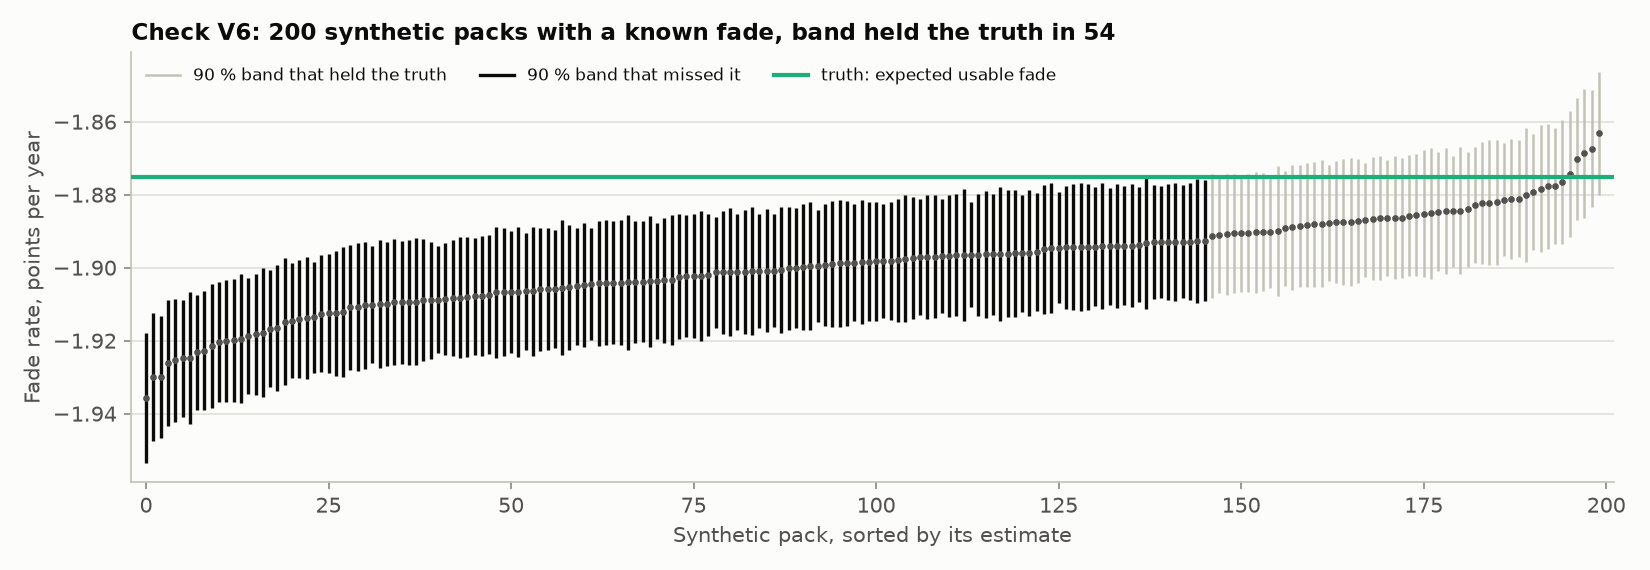 Check V6: 200 synthetic packs with a known fade, band held the truth in 54
90 % band that held the truth
90 % band that missed it
truth: expected usable fade
Fade rate, points per year
−1.86
−1.88
−1.90
−1.92
−1.94
0 25 50 75 100 125 150 175 200
Synthetic pack, sorted by its estimate